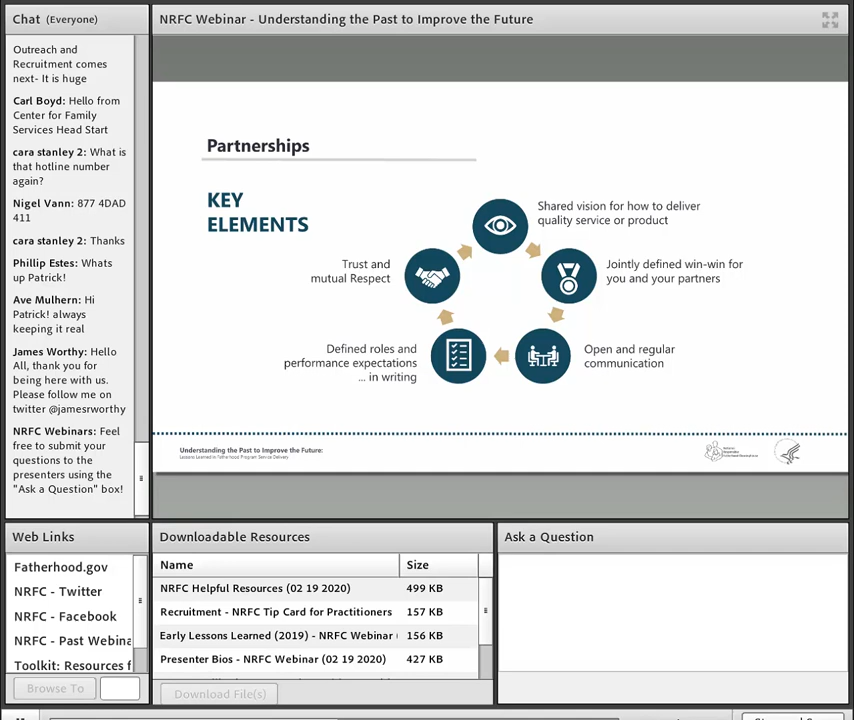 Chat (Everyone)
NRFC Webinar - Understanding the Past to Improve the Future
Outreach and
Recruitment comes
next- It is huge
Carl Boyd: Hello from
Center for Family
Services Head Start
cara stanley 2: What is
that hotline number
again?
Nigel Vann: 877 4DAD
411
cara stanley 2: Thanks
Phillip Estes: Whats
up Patrick!
Ave Mulhern: Hi
Patrick! always
keeping it real
James Worthy: Hello
All, thank you for
being here with us.
Please follow me on
twitter @jamesrworthy
NRFC Webinars: Feel
free to submit your
questions to the
presenters using the
"Ask a Question" box!
Partnerships
KEY
ELEMENTS
Shared vision for how to deliver
quality service or product
Jointly defined win-win for
you and your partners
Open and regular
communication
Defined roles and
performance expectations
... in writing
Trust and
mutual Respect
Understanding the Past to Improve the Future:
Lessons Learned in Fatherhood Program Service Delivery
Web Links
Fatherhood.gov
NRFC - Twitter
NRFC - Facebook
NRFC - Past Webina
Toolkit: Resources f
Browse To
Downloadable Resources
Name Size
NRFC Helpful Resources (02 19 2020) 499 KB
Recruitment - NRFC Tip Card for Practitioners 157 KB
Early Lessons Learned (2019) - NRFC Webinar 156 KB
Presenter Bios - NRFC Webinar (02 19 2020) 427 KB
Download File(s)
Ask a Question